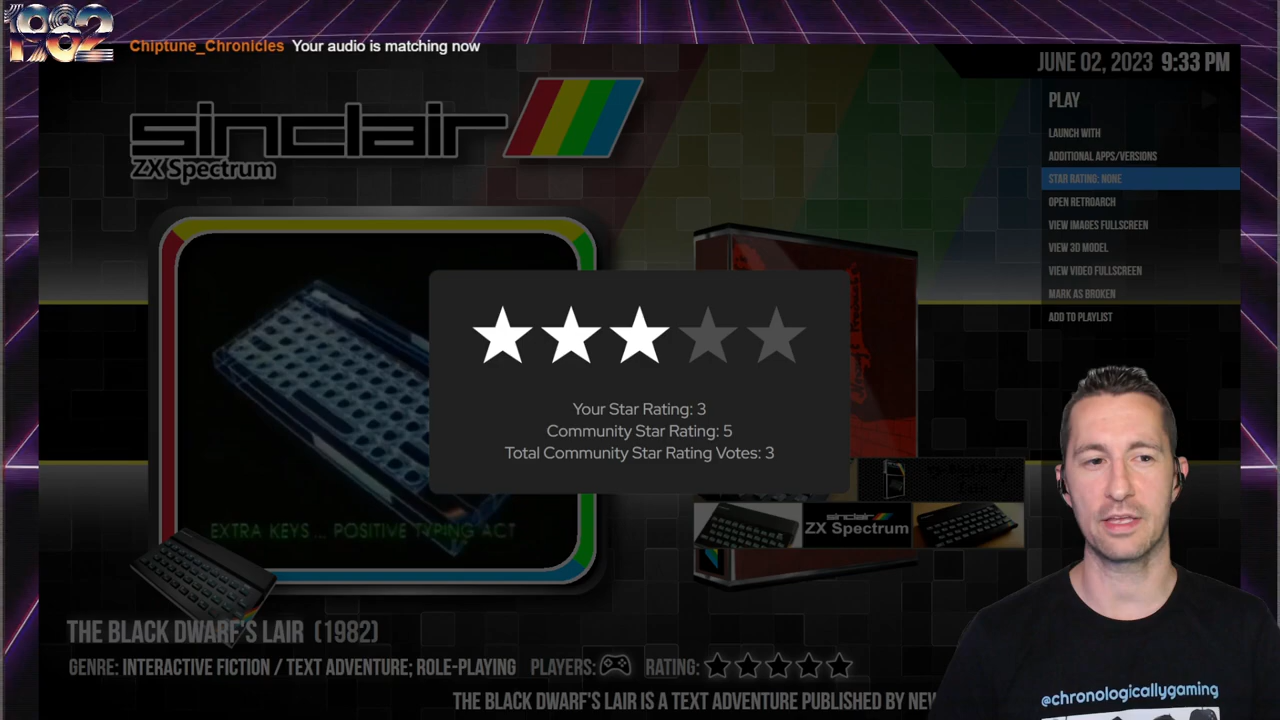 1982
Chiptune_Chronicles Your audio is matching now
JUNE 02, 2023 9:33 PM
sinclair
ZX Spectrum
PLAY
LAUNCH WITH
ADDITIONAL APPS/VERSIONS
STAR RATING: NONE
OPEN RETROARCH
VIEW IMAGES FULLSCREEN
VIEW 3D MODEL
VIEW VIDEO FULLSCREEN
MARK AS BROKEN
ADD TO PLAYLIST
Your Star Rating: 3
Community Star Rating: 5
Total Community Star Rating Votes: 3
EXTRA KEYS ... POSITIVE TYPING ACT
sinclair
ZX Spectrum
THE BLACK DWARF'S LAIR (1982)
GENRE: INTERACTIVE FICTION / TEXT ADVENTURE; ROLE-PLAYING PLAYERS: RATING:
THE BLACK DWARF'S LAIR IS A TEXT ADVENTURE PUBLISHED BY NEW
@chronologicallygaming